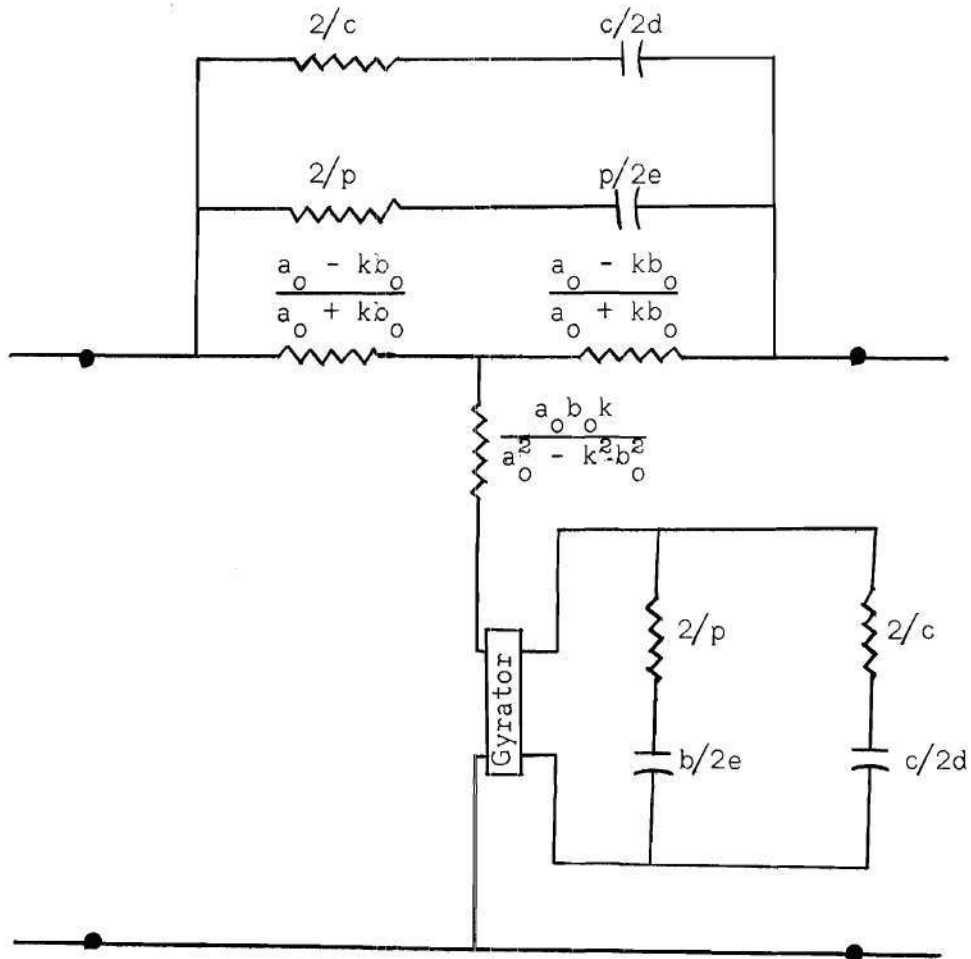 2/c c/2d
2/p p/2e
a_o - kb_o a_o - kb_o
a_o + kb_o a_o + kb_o
a_o b_o k
a_o^2 - k^2 b_o^2
2/p 2/c
Gyrator
b/2e c/2d